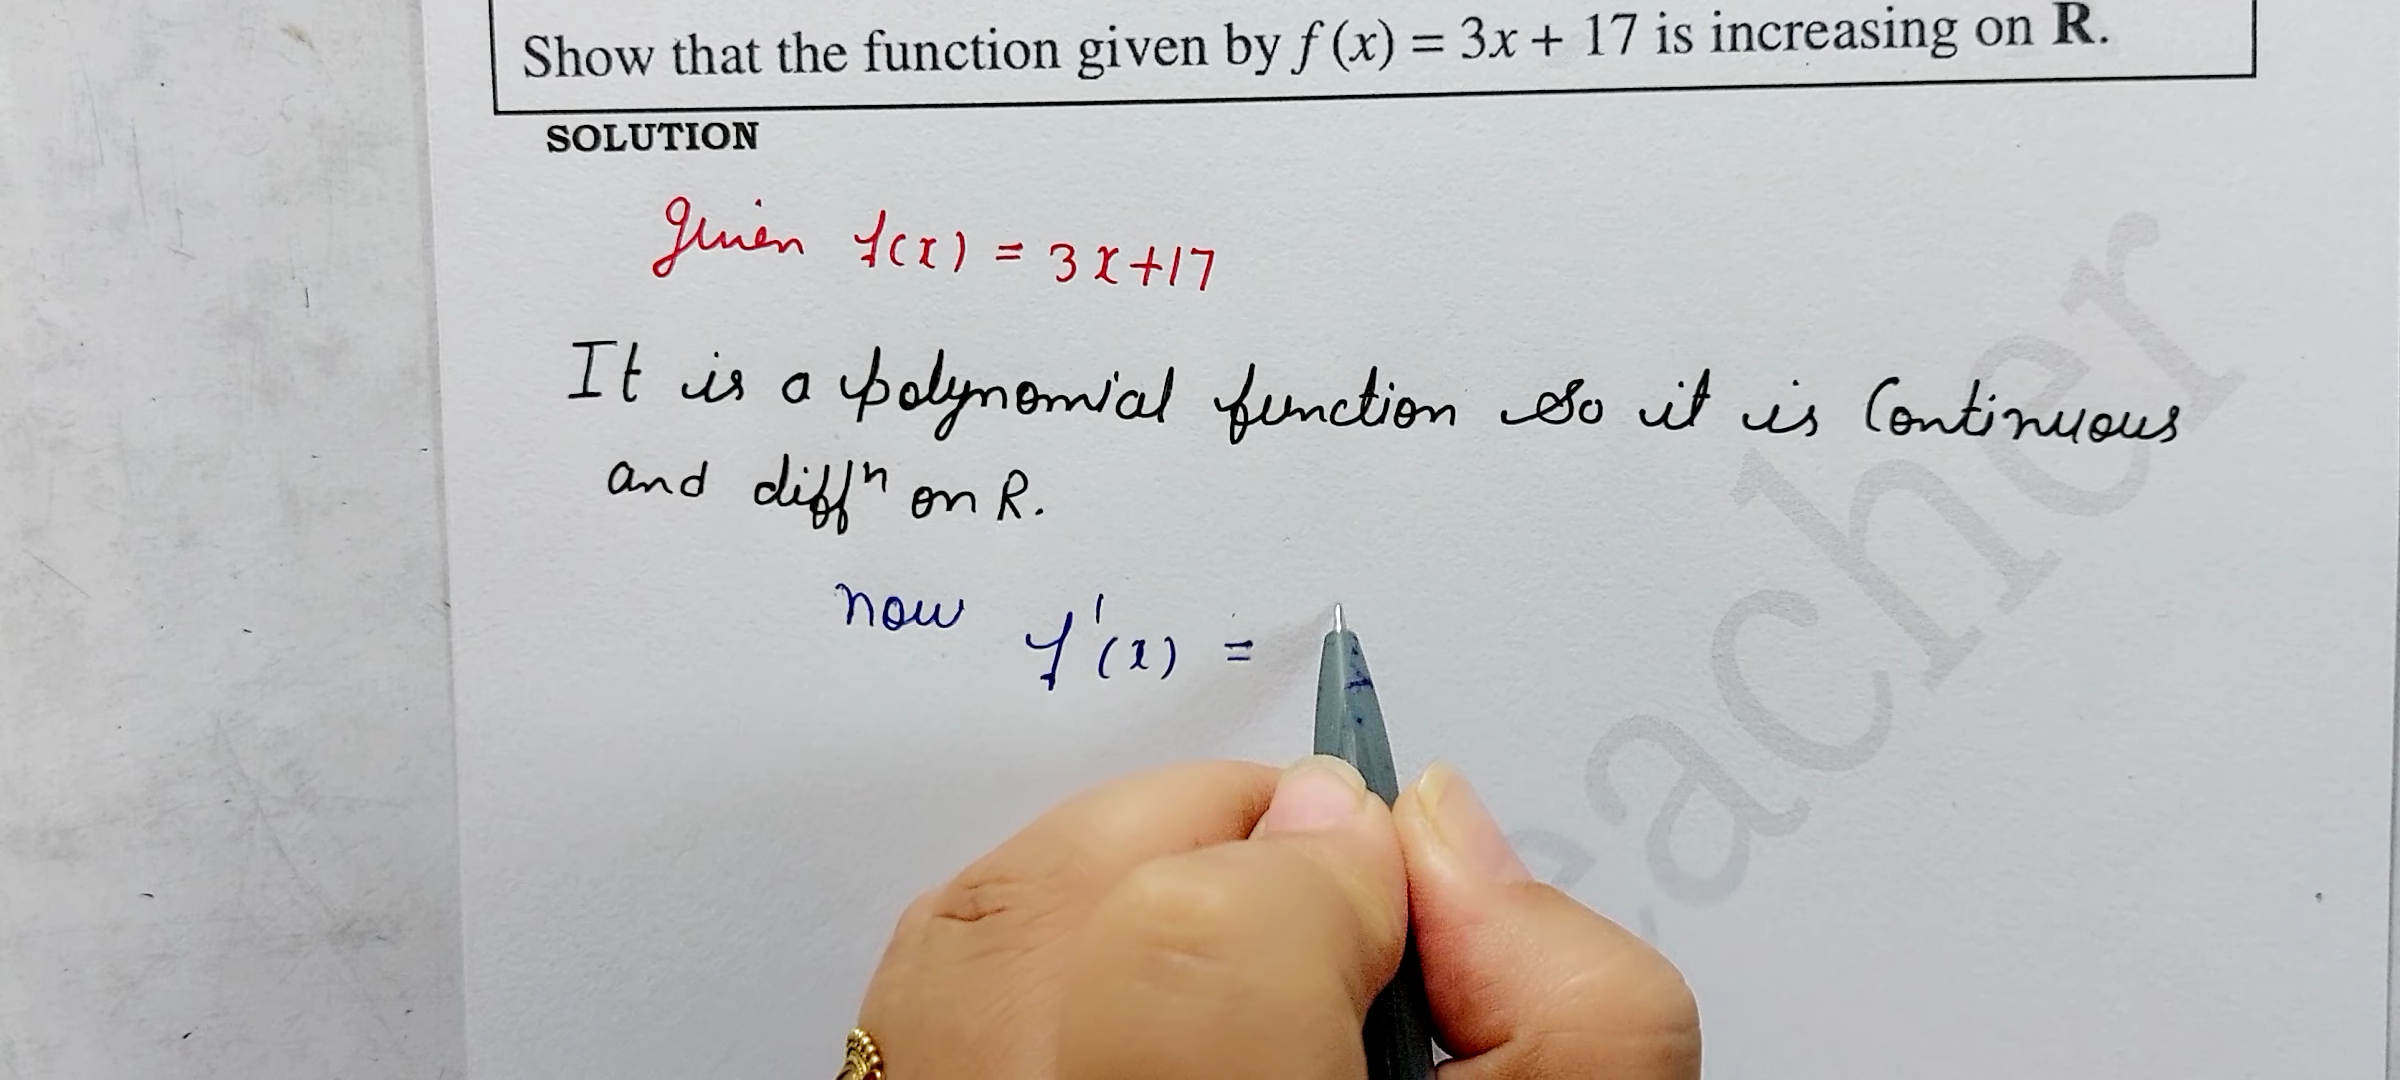 Show that the function given by f (x) = 3x + 17 is increasing on R.
SOLUTION
Given f(x) = 3x+17
It is a polynomial function so it is Continuous
and diffⁿ on R.
now f'(x) =
eacher